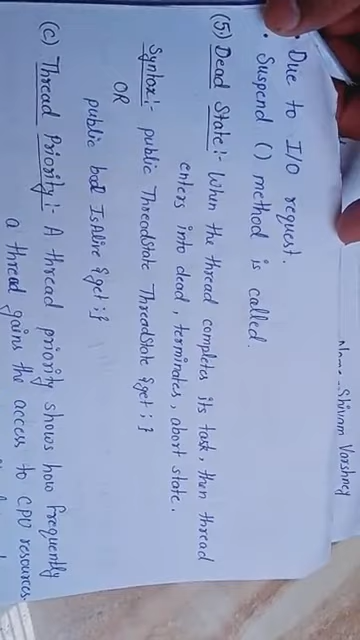 Name - Shivam Varshney
• Due to I/O request.
• Suspend () method is called.
(5) Dead State:- When the thread completes its task, then thread
enters into dead, terminates, abort state.
Syntax:- public ThreadState ThreadState {get;}
OR
public bool IsAlive {get;}
(c) Thread Priority:- A thread priority shows how frequently
a thread gains the access to CPU resources.